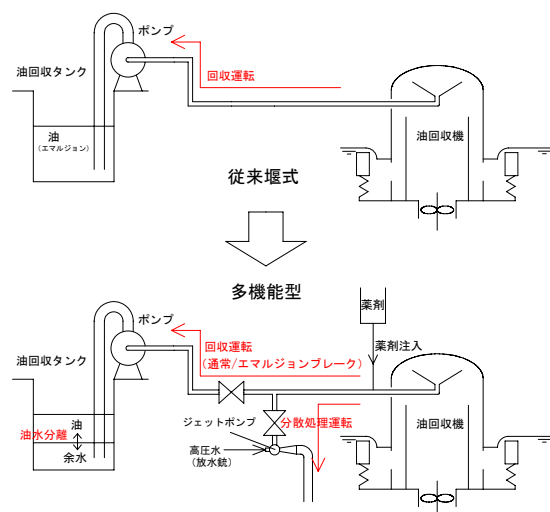 ポンプ
回収運転
油回収タンク
油
(エマルジョン)
油回収機
従来堰式
多機能型
薬剤
ポンプ
回収運転
(通常/エマルジョンブレーク)
薬剤注入
油回収タンク
油
油水分離
余水
ジェットポンプ
分散処理運転
油回収機
高圧水
(放水銃)